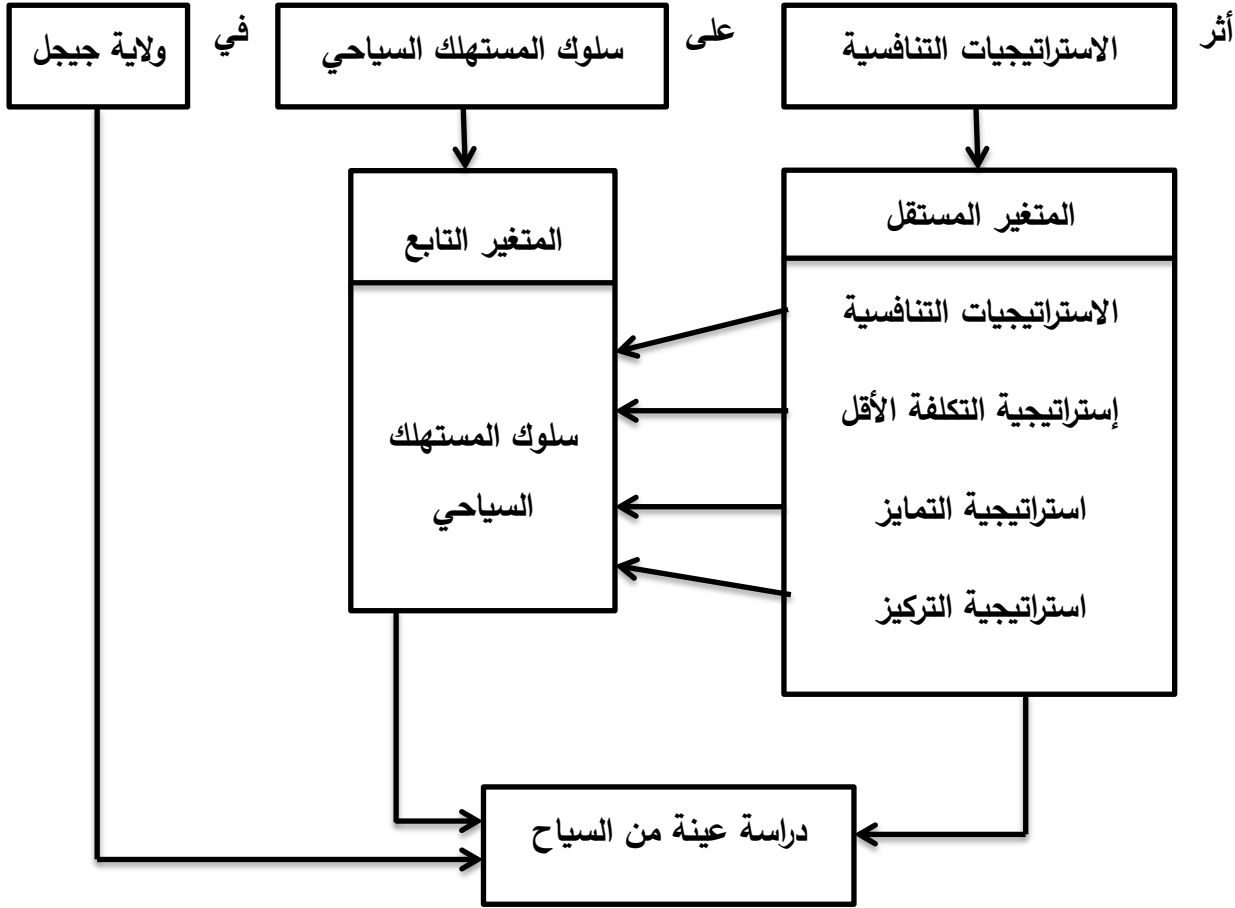 أثر الاستراتيجيات التنافسية على سلوك المستهلك السياحي في ولاية جيجل
المتغير المستقل
الاستراتيجيات التنافسية
إستراتيجية التكلفة الأقل
استراتيجية التمايز
استراتيجية التركيز
المتغير التابع
سلوك المستهلك
السياحي
دراسة عينة من السياح